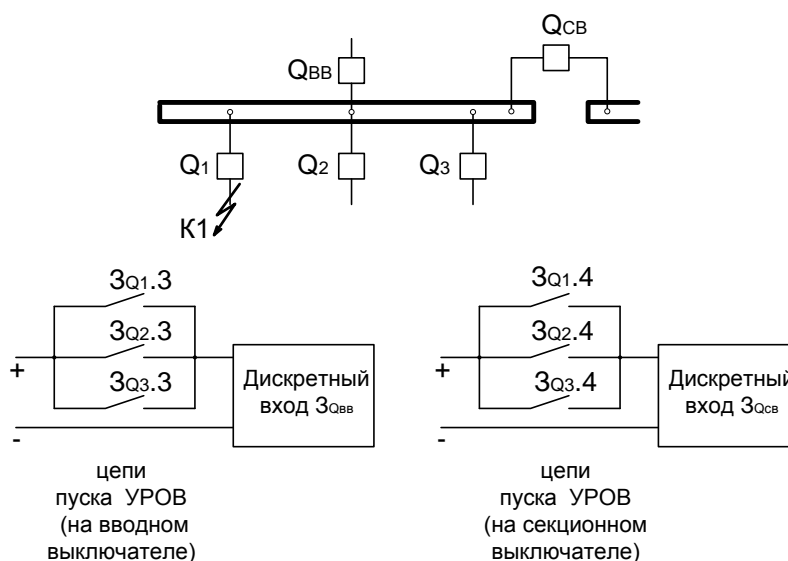 QСВ
QВВ
Q1
Q2
Q3
К1
ЗQ1.3
ЗQ2.3
ЗQ3.3
+
-
Дискретный
вход ЗQвв
цепи
пуска УРОВ
(на вводном
выключателе)
ЗQ1.4
ЗQ2.4
ЗQ3.4
+
-
Дискретный
вход ЗQсв
цепи
пуска УРОВ
(на секционном
выключателе)